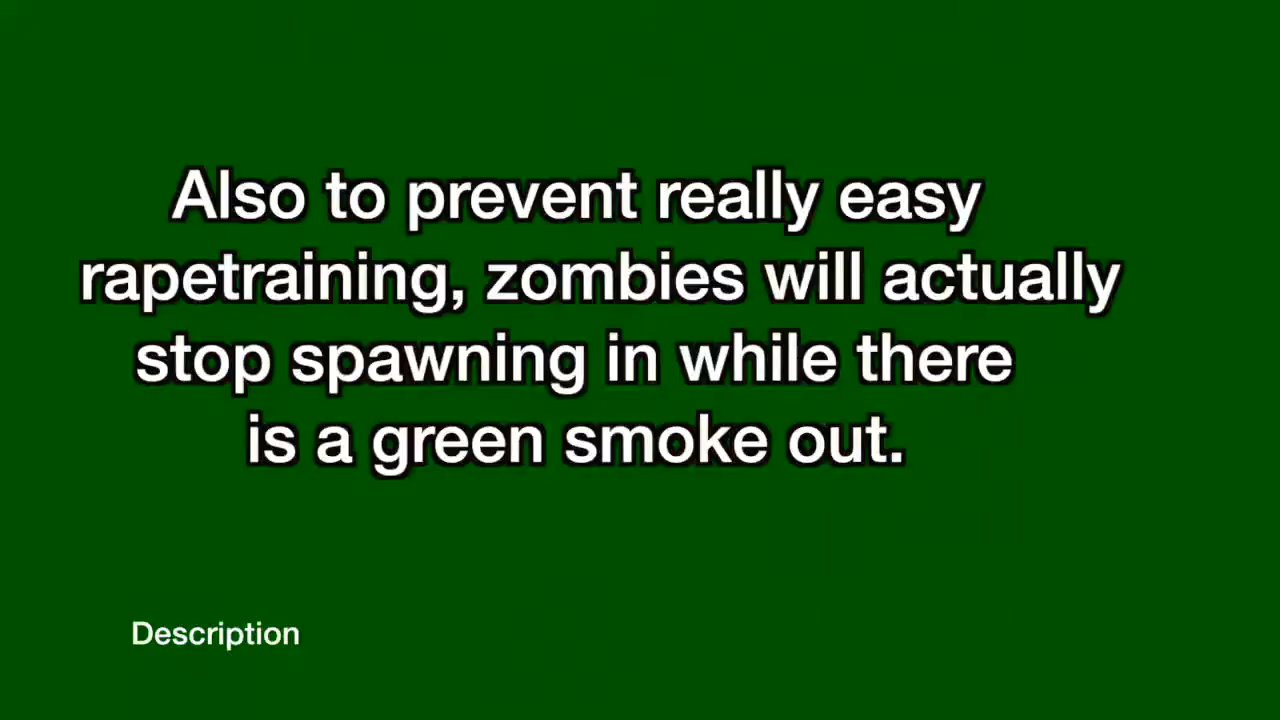 Also to prevent really easy
rapetraining, zombies will actually
stop spawning in while there
is a green smoke out.
Description